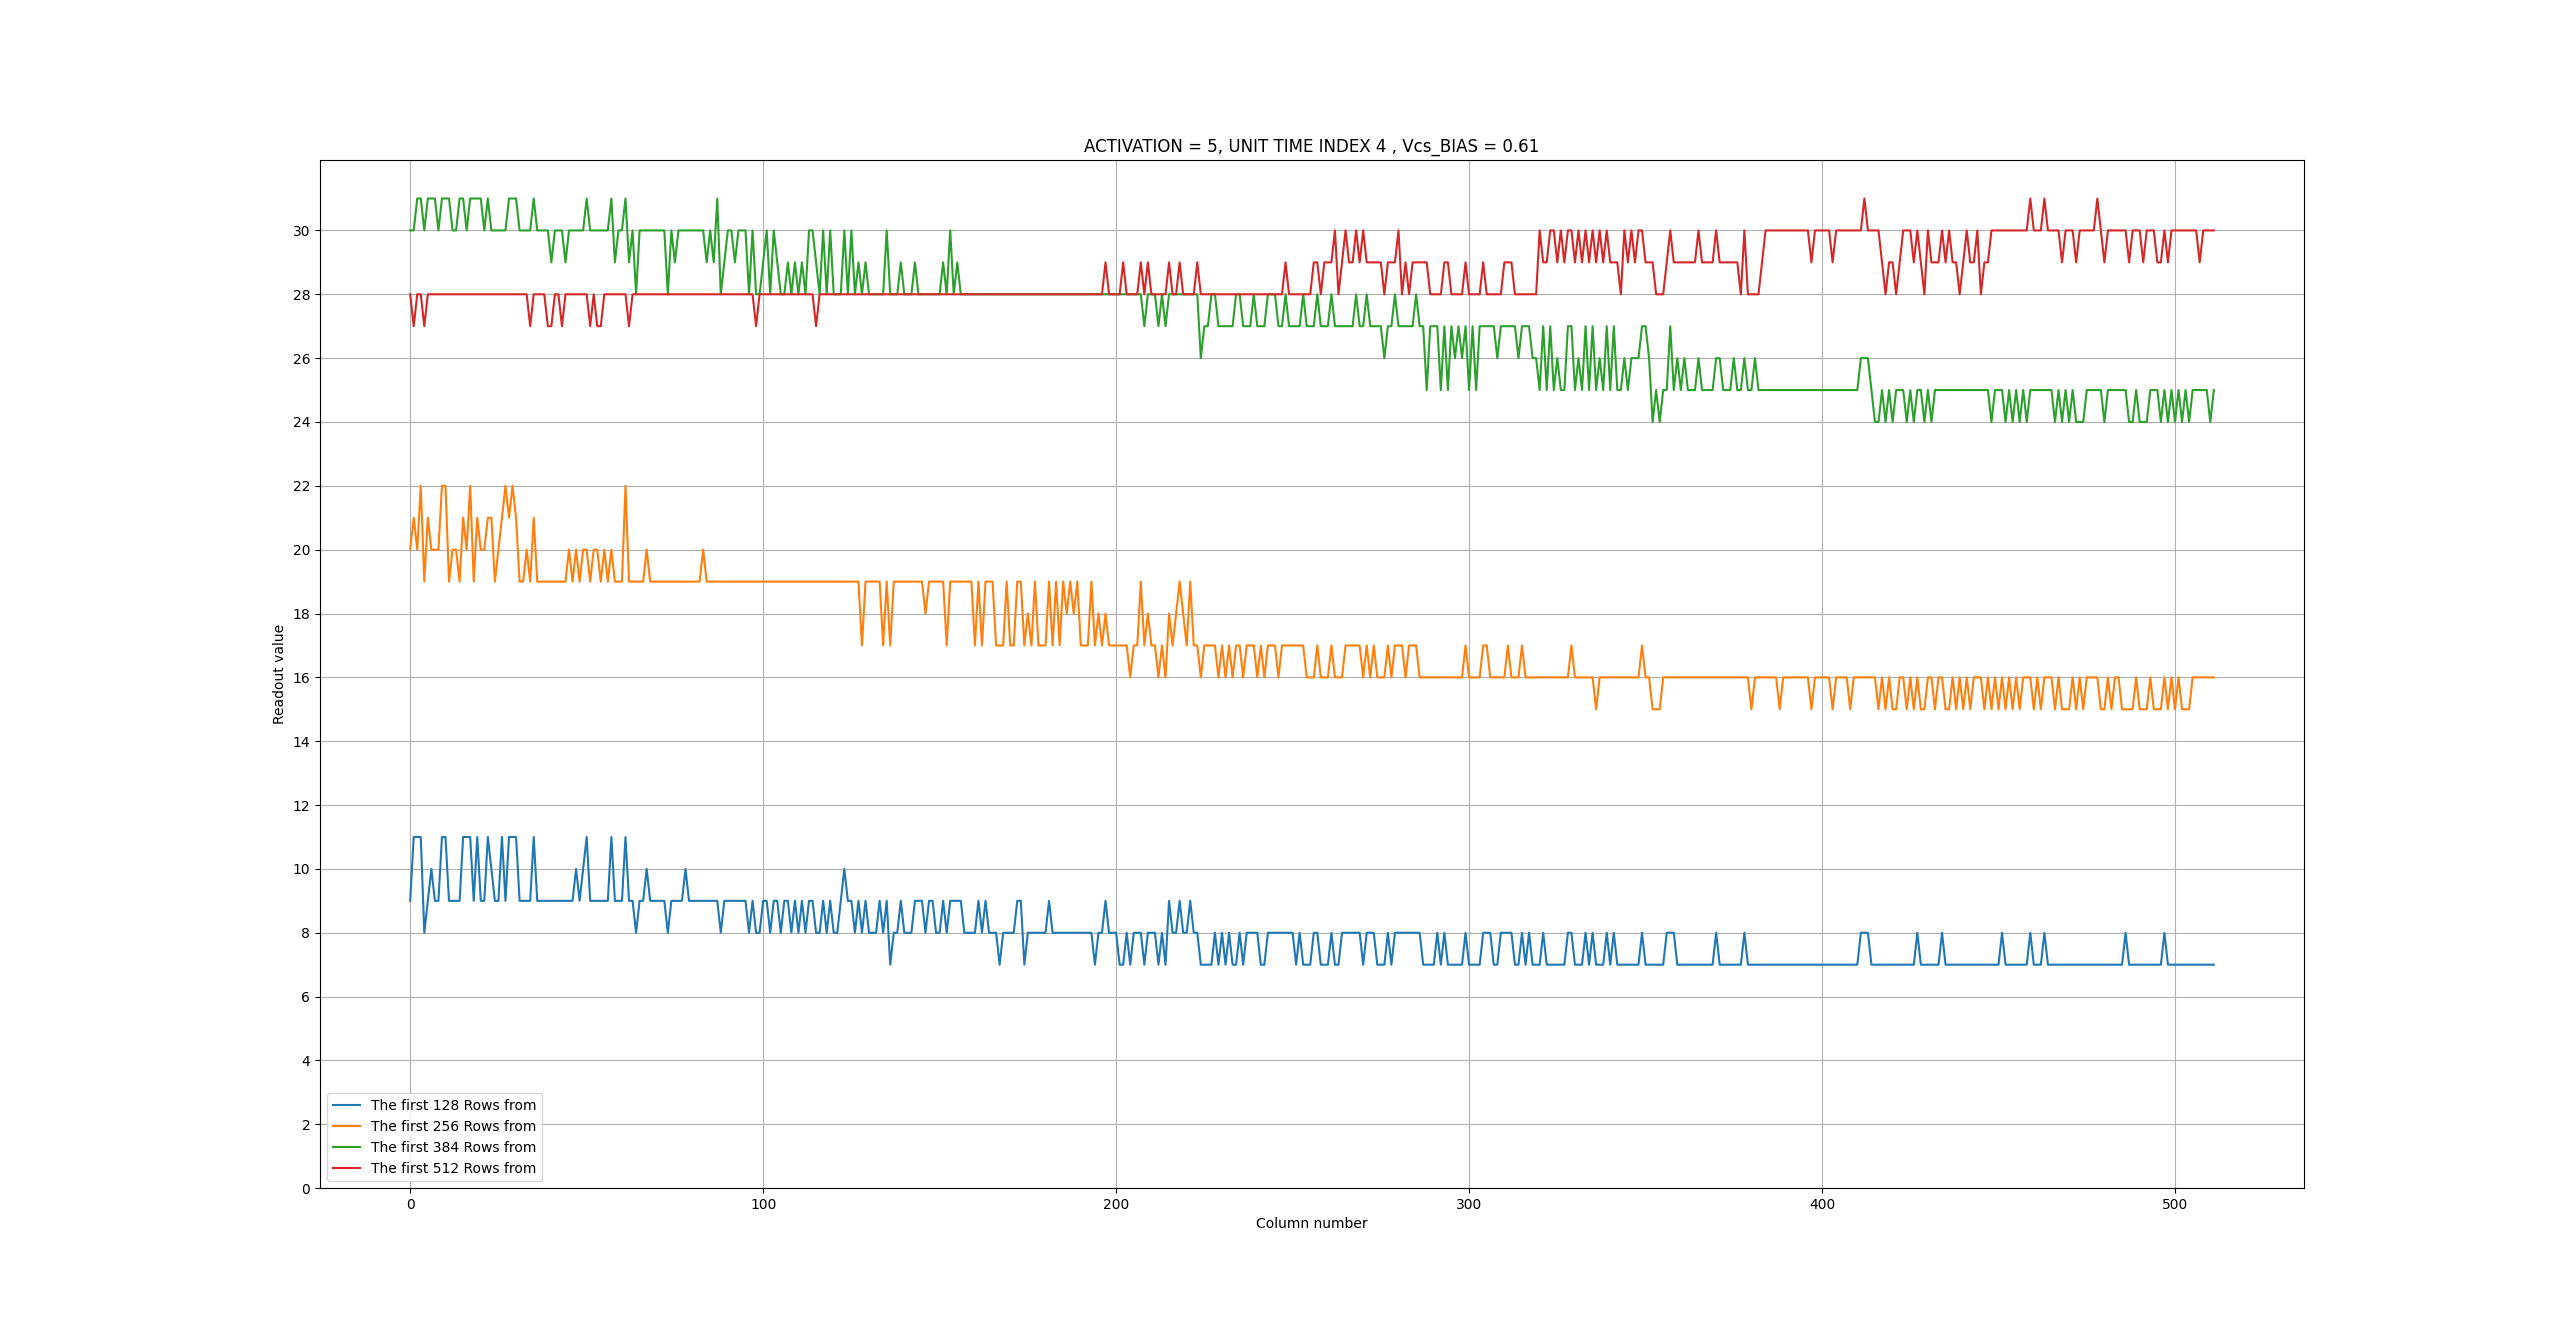 ACTIVATION = 5, UNIT TIME INDEX 4 , Vcs_BIAS = 0.61
30
28
26
24
22
20
18
16
14
12
10
8
6
4
2
0
Readout value
The first 128 Rows from
The first 256 Rows from
The first 384 Rows from
The first 512 Rows from
0 100 200 300 400 500
Column number